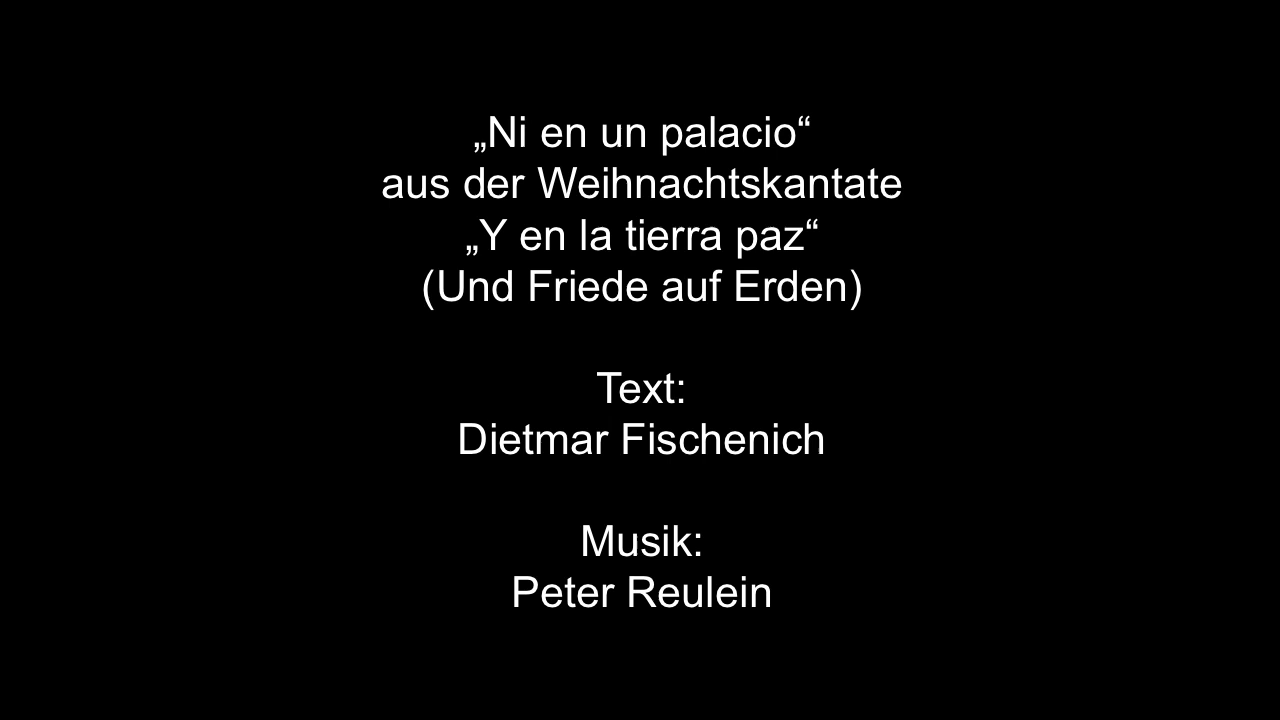 „Ni en un palacio“
aus der Weihnachtskantate
„Y en la tierra paz“
(Und Friede auf Erden)
Text:
Dietmar Fischenich
Musik:
Peter Reulein